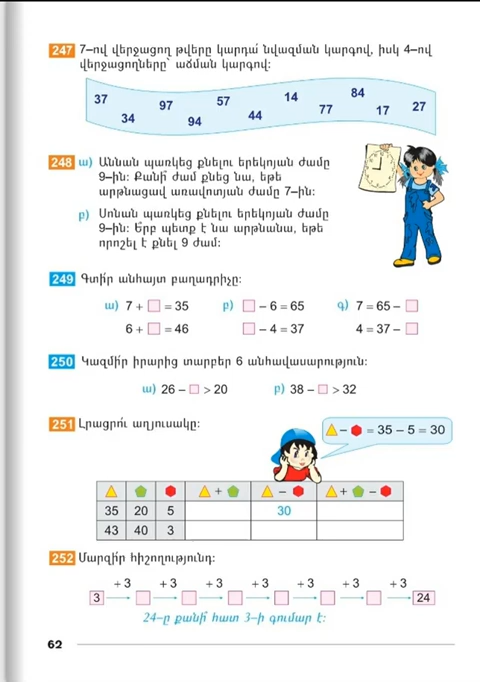 247 7–ով վերջացող թվերը կարդա՛ նվազման կարգով, իսկ 4–ով
վերջացողները՝ աճման կարգով:
37 97 57 14 84
34 94 44 77 17 27
248 ա) Աննան պառկեց քնելու երեկոյան ժամը
9–ին: Քանի՞ ժամ քնեց նա, եթե
արթնացավ առավոտյան ժամը 7–ին:
բ) Սոնան պառկեց քնելու երեկոյան ժամը
9–ին: Ե՞րբ պետք է նա արթնանա, եթե
որոշել է քնել 9 ժամ:
249 Գտի՛ր անհայտ բաղադրիչը:
ա) 7 + □ = 35 բ) □ – 6 = 65 գ) 7 = 65 – □
6 + □ = 46 □ – 4 = 37 4 = 37 – □
250 Կազմի՛ր իրարից տարբեր 6 անհավասարություն:
ա) 26 – □ > 20 բ) 38 – □ > 32
251 Լրացրո՛ւ աղյուսակը:
– = 35 – 5 = 30
+ – + –
35 20 5 30
43 40 3
252 Մարզի՛ր հիշողությունդ:
+ 3 + 3 + 3 + 3 + 3 + 3 + 3
3 24
24–ը քանի՞ հատ 3–ի գումար է:
62